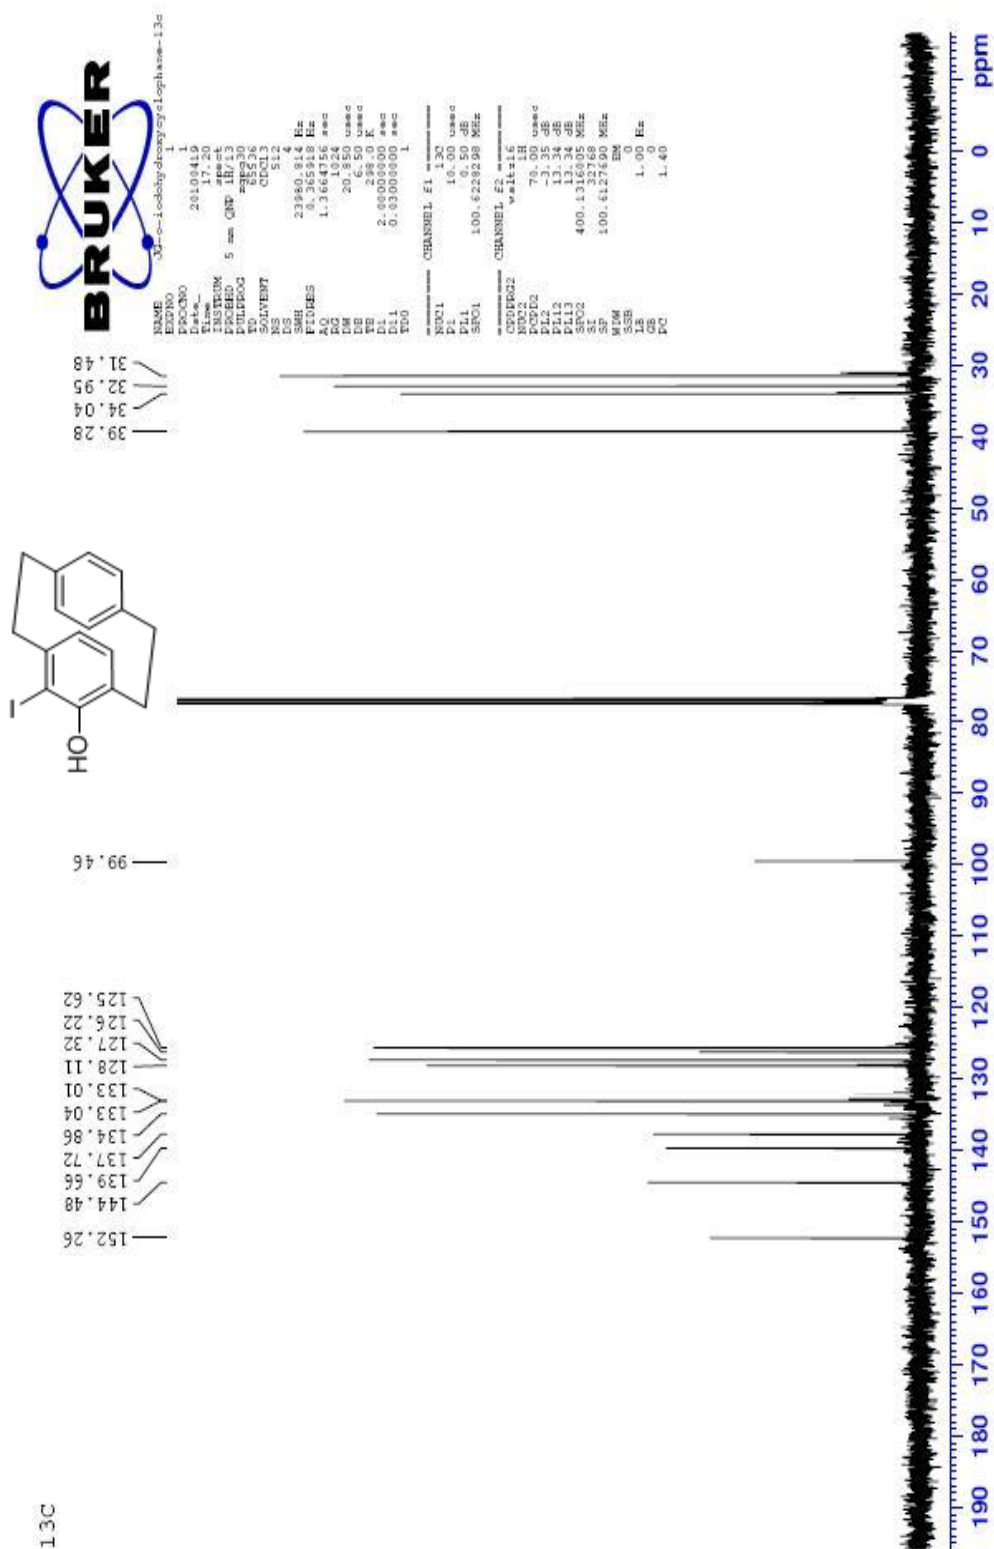 13C
152.26
144.48
139.66
137.72
134.86
133.04
133.01
128.11
127.32
126.22
125.62
99.46
39.28
34.04
32.95
31.48
HO
I
BRUKER
NAME JG-o-iodohydroxycyclophane-13c
EXPNO 1
PROCNO 1
Date_ 20100419
Time 17.20
INSTRUM spect
PROBHD 5 mm QNP 1H/13
PULPROG zgpg30
TD 65536
SOLVENT CDCl3
NS 512
DS 4
SWH 23980.814 Hz
FIDRES 0.365918 Hz
AQ 1.3664756 sec
RG 1024
DW 20.850 usec
DE 6.50 usec
TE 298.0 K
D1 2.00000000 sec
D11 0.03000000 sec
TD0 1
======== CHANNEL f1 ========
NUC1 13C
P1 10.00 usec
PL1 0.50 dB
SFO1 100.6228298 MHz
======== CHANNEL f2 ========
CPDPRG2 waltz16
NUC2 1H
PCPD2 70.00 usec
PL2 -3.35 dB
PL12 13.34 dB
PL13 13.34 dB
SFO2 400.1316005 MHz
SI 32768
SF 100.6127690 MHz
WDW EM
SSB 0
LB 1.00 Hz
GB 0
PC 1.40
190 180 170 160 150 140 130 120 110 100 90 80 70 60 50 40 30 20 10 0 ppm